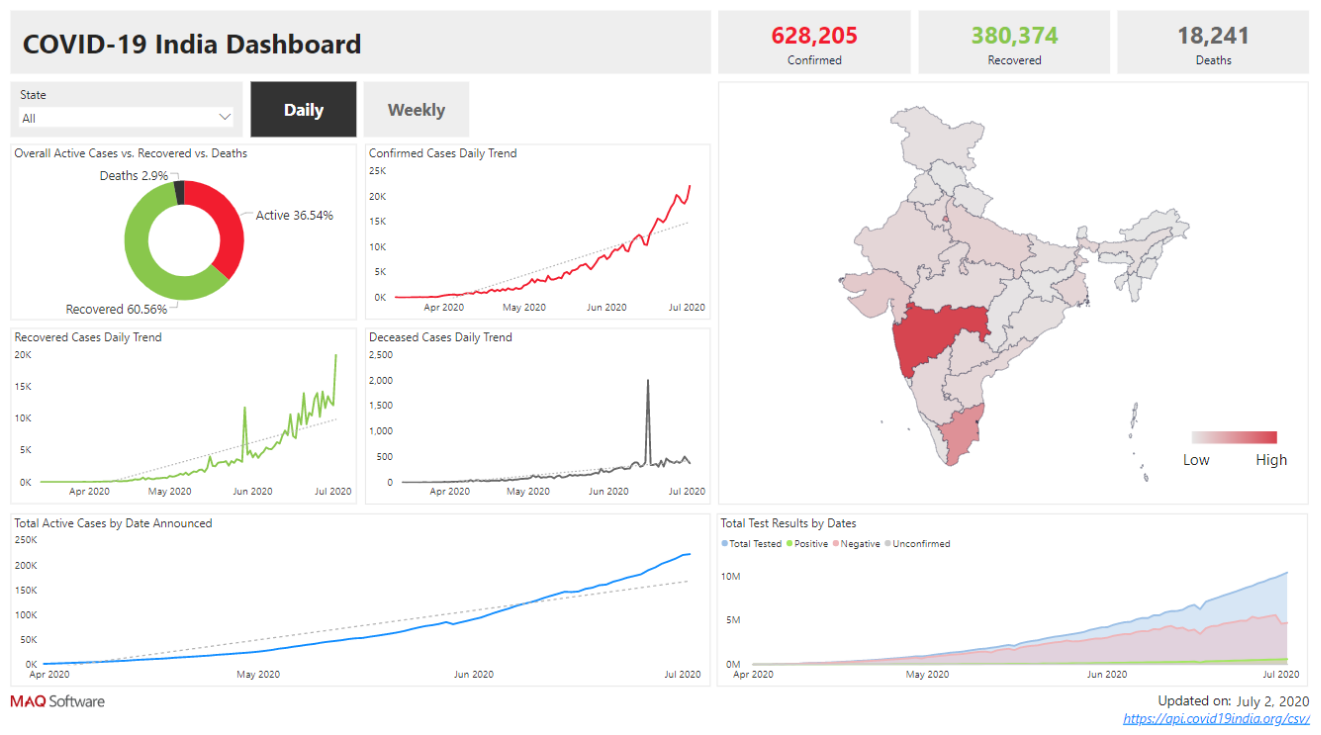 COVID-19 India Dashboard
628,205
Confirmed
380,374
Recovered
18,241
Deaths
State
All
Daily
Weekly
Overall Active Cases vs. Recovered vs. Deaths
Deaths 2.9%
Active 36.54%
Recovered 60.56%
Confirmed Cases Daily Trend
25K
20K
15K
10K
5K
0K
Apr 2020 May 2020 Jun 2020 Jul 2020
Recovered Cases Daily Trend
20K
15K
10K
5K
0K
Apr 2020 May 2020 Jun 2020 Jul 2020
Deceased Cases Daily Trend
2,500
2,000
1,500
1,000
500
0
Apr 2020 May 2020 Jun 2020 Jul 2020
Low High
Total Active Cases by Date Announced
250K
200K
150K
100K
50K
0K
Apr 2020 May 2020 Jun 2020 Jul 2020
Total Test Results by Dates
Total Tested Positive Negative Unconfirmed
10M
5M
0M
Apr 2020 May 2020 Jun 2020 Jul 2020
MAQ Software
Updated on: July 2, 2020
https://api.covid19india.org/csv/